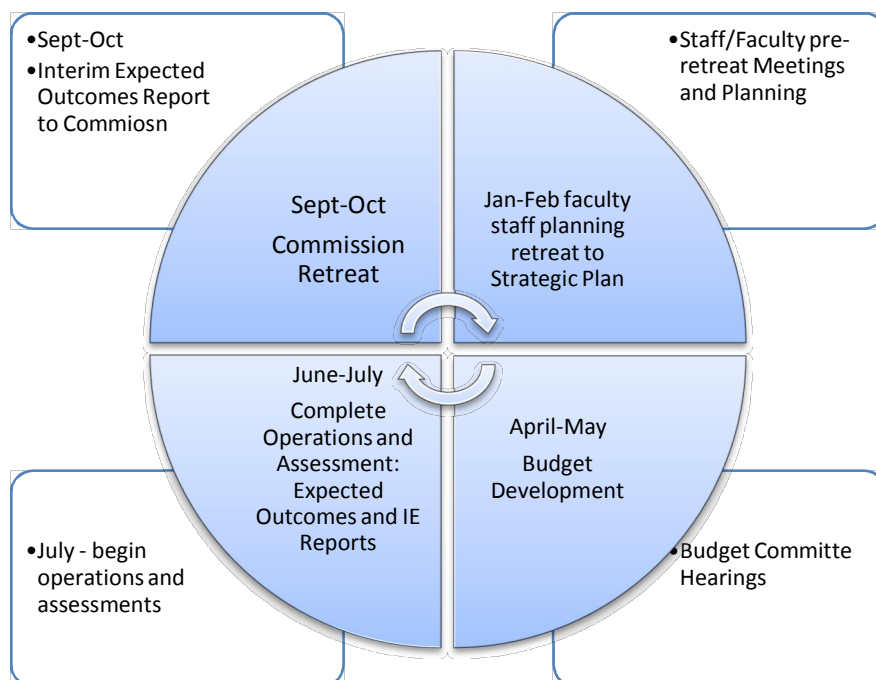 •Sept-Oct
•Interim Expected
Outcomes Report
to Commiosn
•Staff/Faculty pre-
retreat Meetings
and Planning
Sept-Oct
Commission
Retreat
Jan-Feb faculty
staff planning
retreat to
Strategic Plan
June-July
Complete
Operations and
Assessment:
Expected
Outcomes and IE
Reports
April-May
Budget
Development
•July - begin
operations and
assessments
•Budget Committe
Hearings